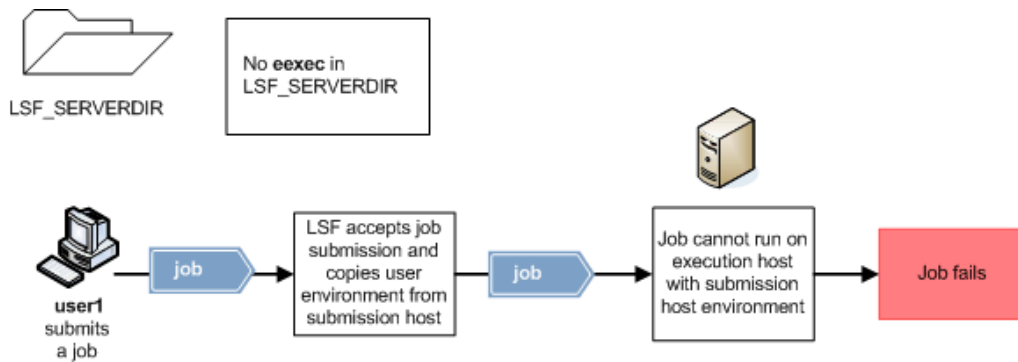 LSF_SERVERDIR
No eexec in
LSF_SERVERDIR
user1
submits
a job
job
LSF accepts job
submission and
copies user
environment from
submission host
job
Job cannot run on
execution host
with submission
host environment
Job fails